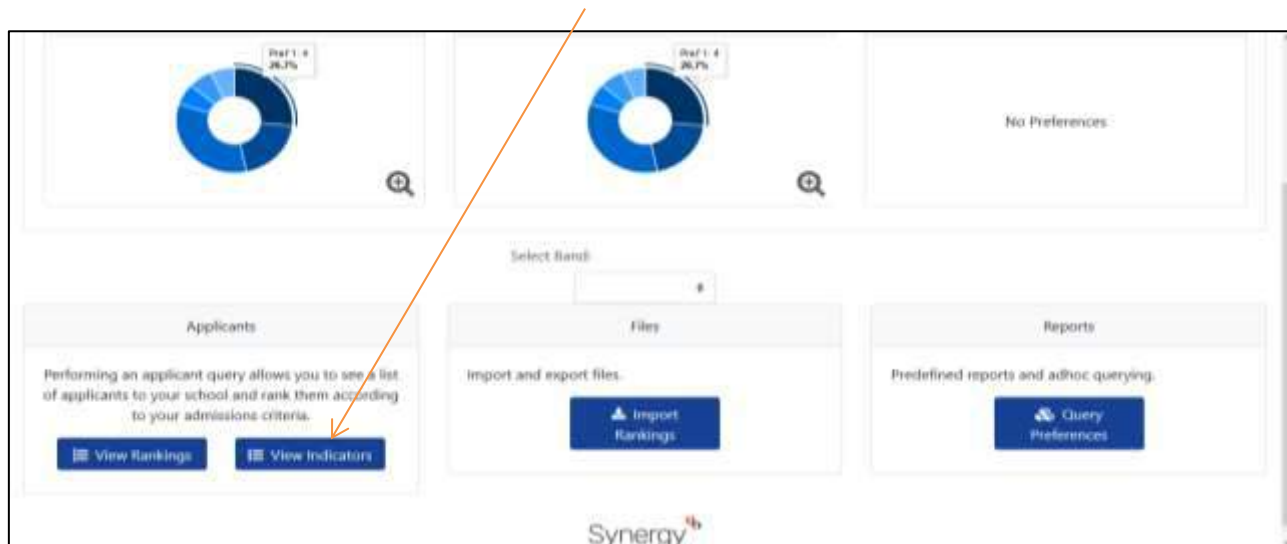 Pref 1: 4
26.7%
Pref 1: 4
26.7%
No Preferences
Select Band:
Applicants
Performing an applicant query allows you to see a list
of applicants to your school and rank them according
to your admissions criteria.
View Rankings
View Indicators
Files
Import and export files.
Import
Rankings
Reports
Predefined reports and adhoc querying.
Query
Preferences
Synergy